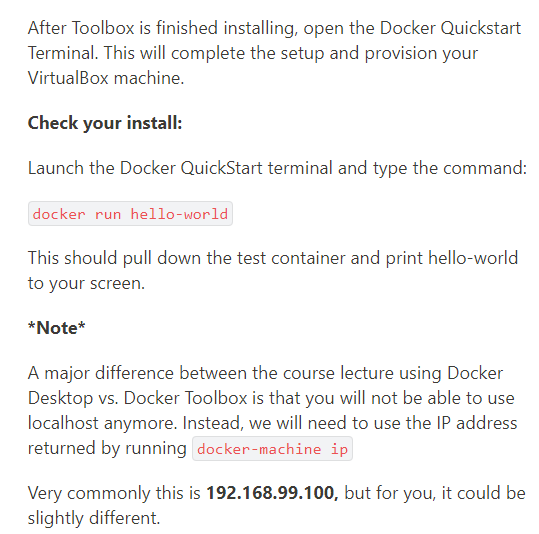 After Toolbox is finished installing, open the Docker Quickstart
Terminal. This will complete the setup and provision your
VirtualBox machine.
Check your install:
Launch the Docker QuickStart terminal and type the command:
docker run hello-world
This should pull down the test container and print hello-world
to your screen.
*Note*
A major difference between the course lecture using Docker
Desktop vs. Docker Toolbox is that you will not be able to use
localhost anymore. Instead, we will need to use the IP address
returned by running docker-machine ip
Very commonly this is 192.168.99.100, but for you, it could be
slightly different.